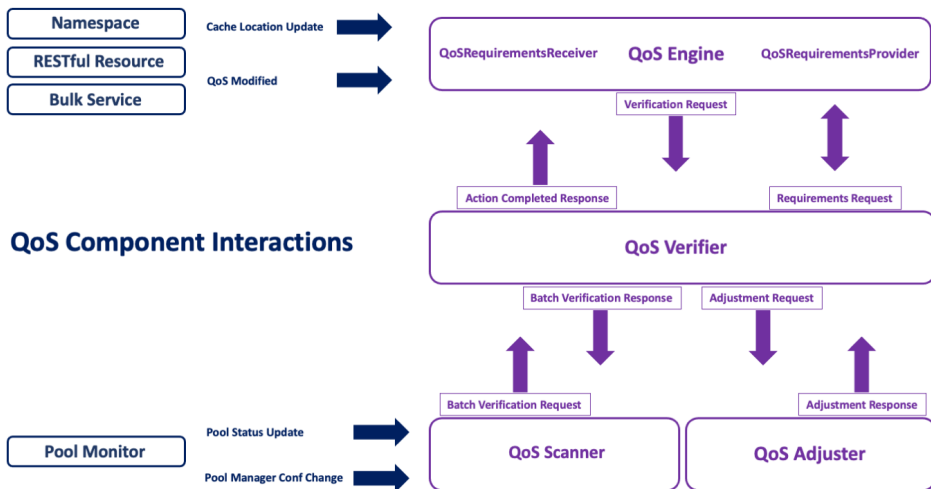 Namespace
Cache Location Update
RESTful Resource
QoS Modified
Bulk Service
QoSRequirementsReceiver
QoS Engine
QoSRequirementsProvider
Verification Request
Action Completed Response
Requirements Request
QoS Component Interactions
QoS Verifier
Batch Verification Response
Adjustment Request
Batch Verification Request
Adjustment Response
Pool Status Update
Pool Monitor
Pool Manager Conf Change
QoS Scanner
QoS Adjuster